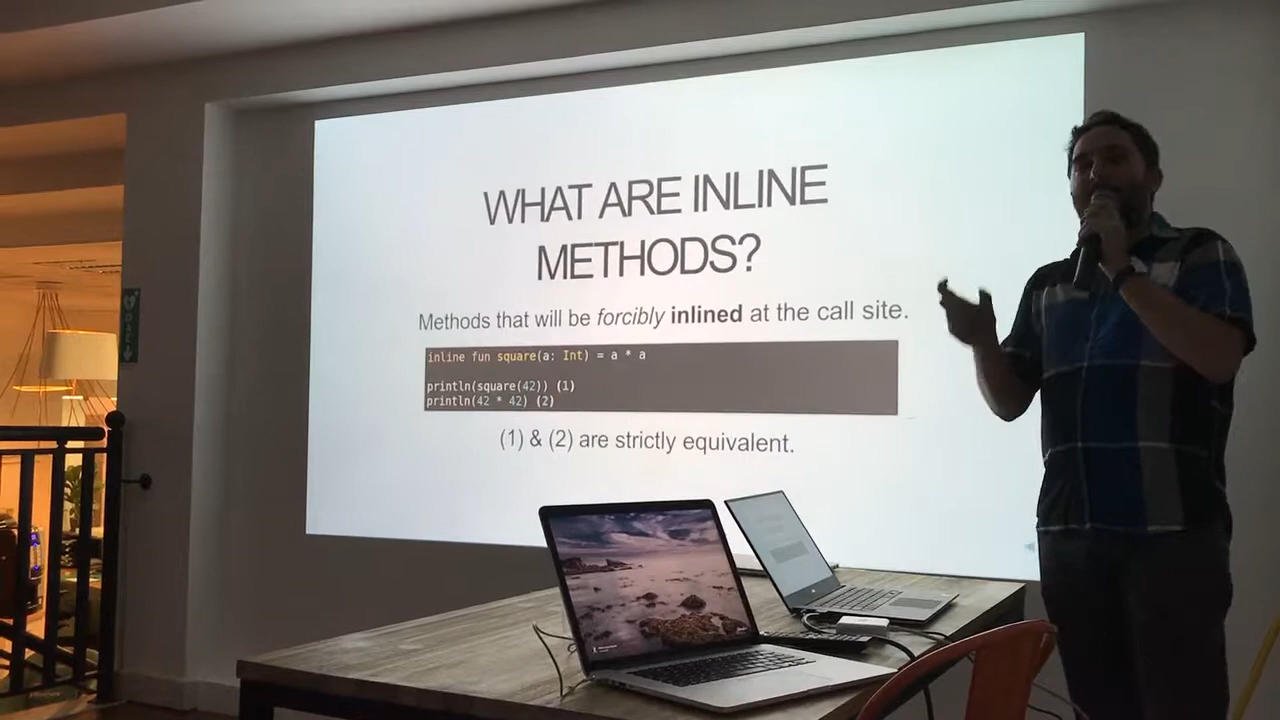 WHAT ARE INLINE
METHODS?
Methods that will be forcibly inlined at the call site.
inline fun square(a: Int) = a * a
println(square(42)) (1)
println(42 * 42) (2)
(1) & (2) are strictly equivalent.
DAE